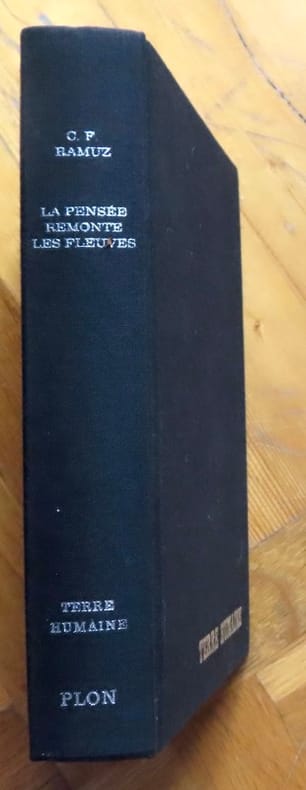 C. F.
RAMUZ
LA PENSÉE
REMONTE
LES FLEUVES
TERRE
HUMAINE
PLON
TERRE HUMAINE